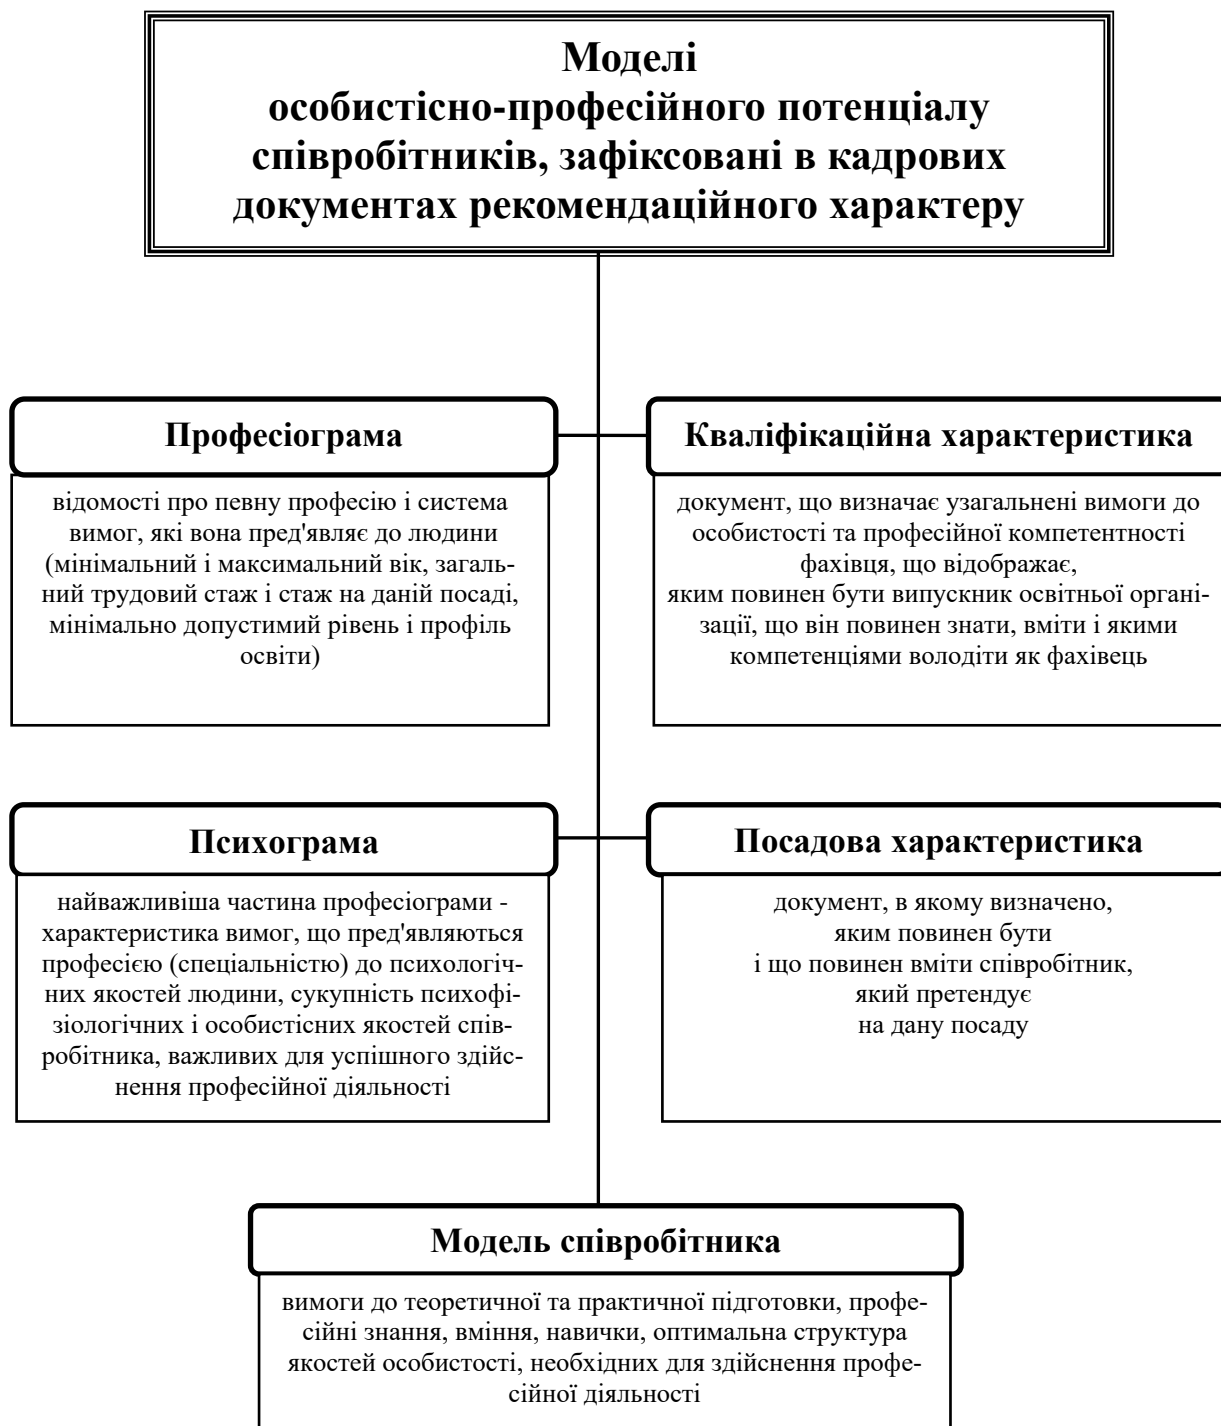 Моделі
особистісно-професійного потенціалу
співробітників, зафіксовані в кадрових
документах рекомендаційного характеру
Професіограма
відомості про певну професію і система
вимог, які вона пред'являє до людини
(мінімальний і максимальний вік, загаль-
ний трудовий стаж і стаж на даній посаді,
мінімально допустимий рівень і профіль
освіти)
Кваліфікаційна характеристика
документ, що визначає узагальнені вимоги до
особистості та професійної компетентності
фахівця, що відображає,
яким повинен бути випускник освітньої органі-
зації, що він повинен знати, вміти і якими
компетенціями володіти як фахівець
Психограма
найважливіша частина професіограми -
характеристика вимог, що пред'являються
професією (спеціальністю) до психологіч-
них якостей людини, сукупність психофі-
зіологічних і особистісних якостей спів-
робітника, важливих для успішного здійс-
нення професійної діяльності
Посадова характеристика
документ, в якому визначено,
яким повинен бути
і що повинен вміти співробітник,
який претендує
на дану посаду
Модель співробітника
вимоги до теоретичної та практичної підготовки, профе-
сійні знання, вміння, навички, оптимальна структура
якостей особистості, необхідних для здійснення профе-
сійної діяльності